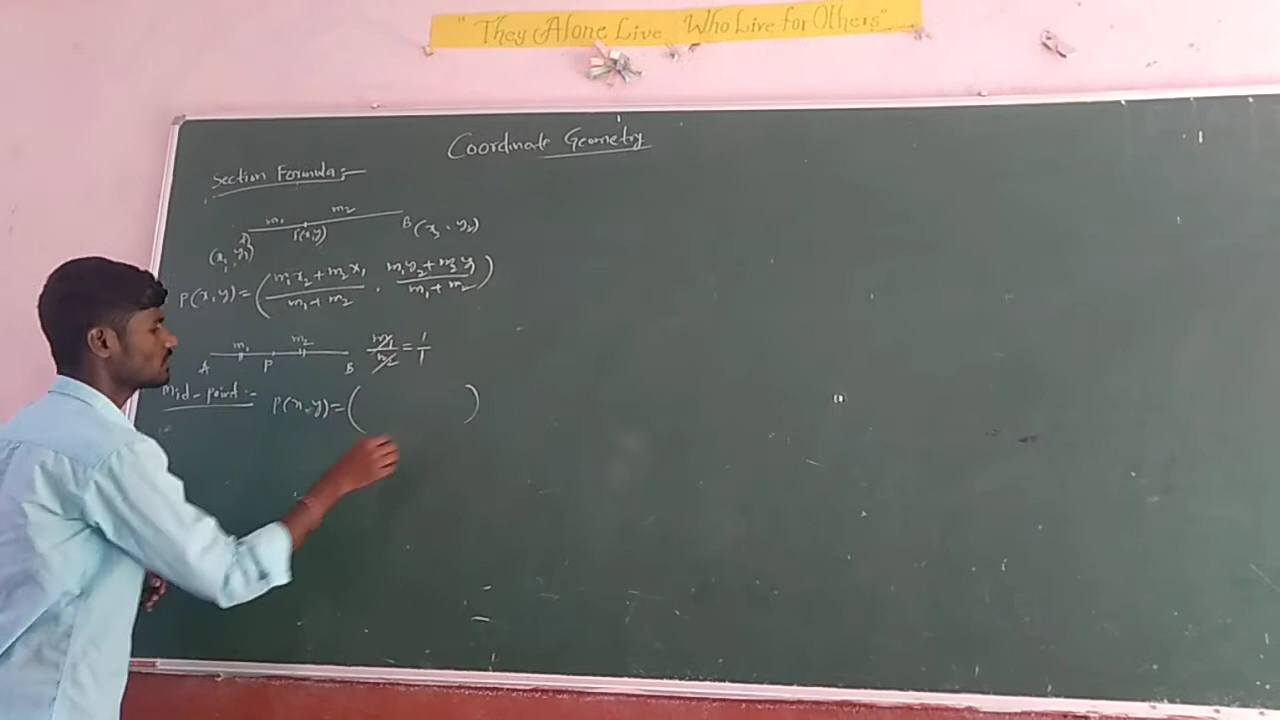 "They Alone Live Who Live for Others"
Coordinate Geometry
Section Formula:-
m₁ m₂
A P(x,y) B(x₂, y₂)
(x₁, y₁)
P(x,y)=(m₁x₂+m₂x₁/m₁+m₂, m₁y₂+m₂y₁/m₁+m₂)
m₁ m₂ m₁/m₂=1/1
A P B
Mid-point:- P(x,y)=( )